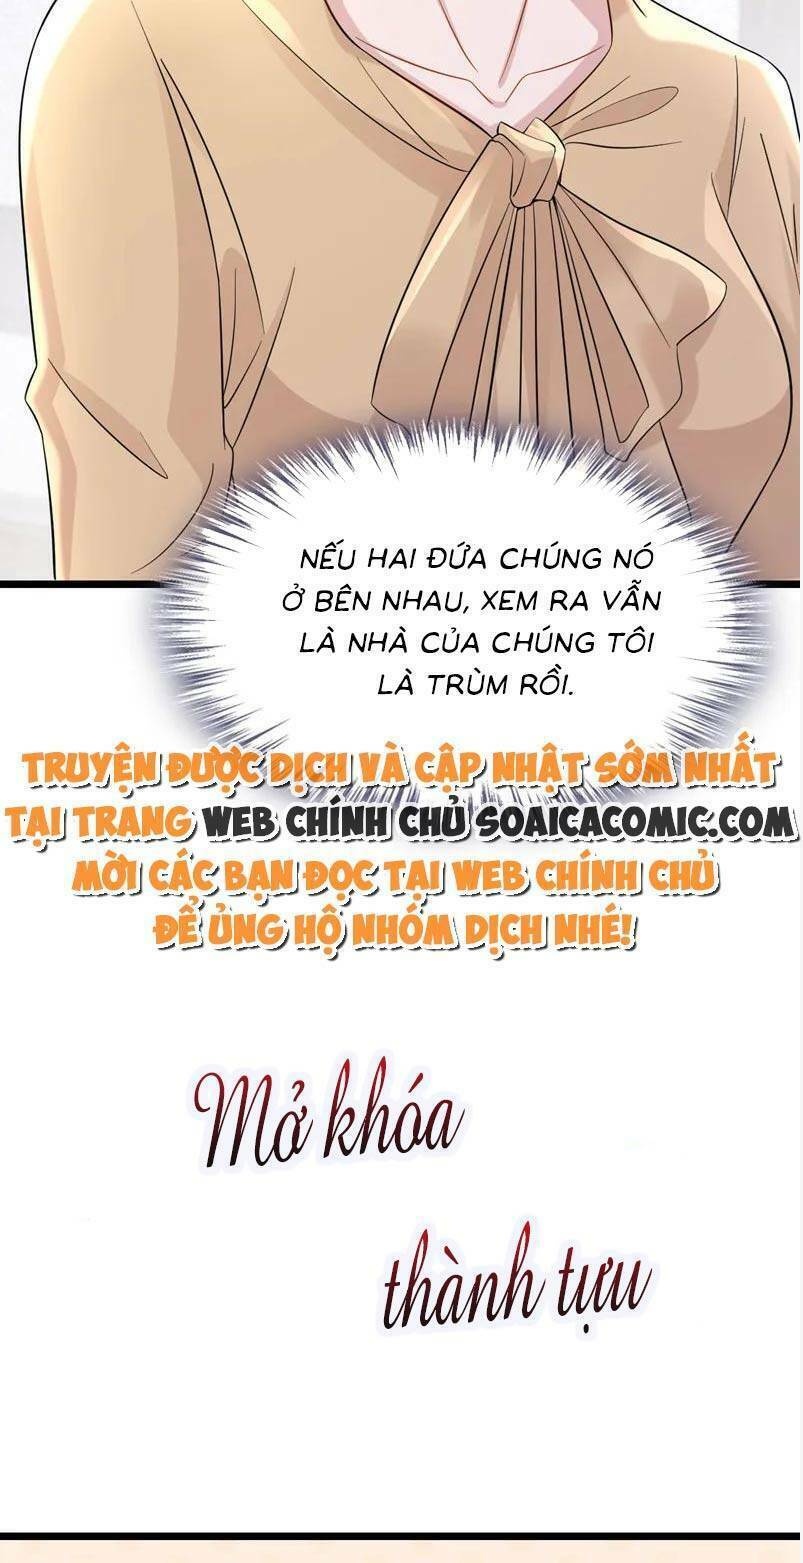 NẾU HAI ĐỨA CHÚNG NÓ
Ở BÊN NHAU, XEM RA VẪN
LÀ NHÀ CỦA CHÚNG TÔI
LÀ TRÙM RỒI.
TRUYỆN ĐƯỢC DỊCH VÀ CẬP NHẬT SỚM NHẤT
TẠI TRANG WEB CHÍNH CHỦ SOAICACOMIC.COM
MỜI CÁC BẠN ĐỌC TẠI WEB CHÍNH CHỦ
ĐỂ ỦNG HỘ NHÓM DỊCH NHÉ!
Mở khóa
thành tựu